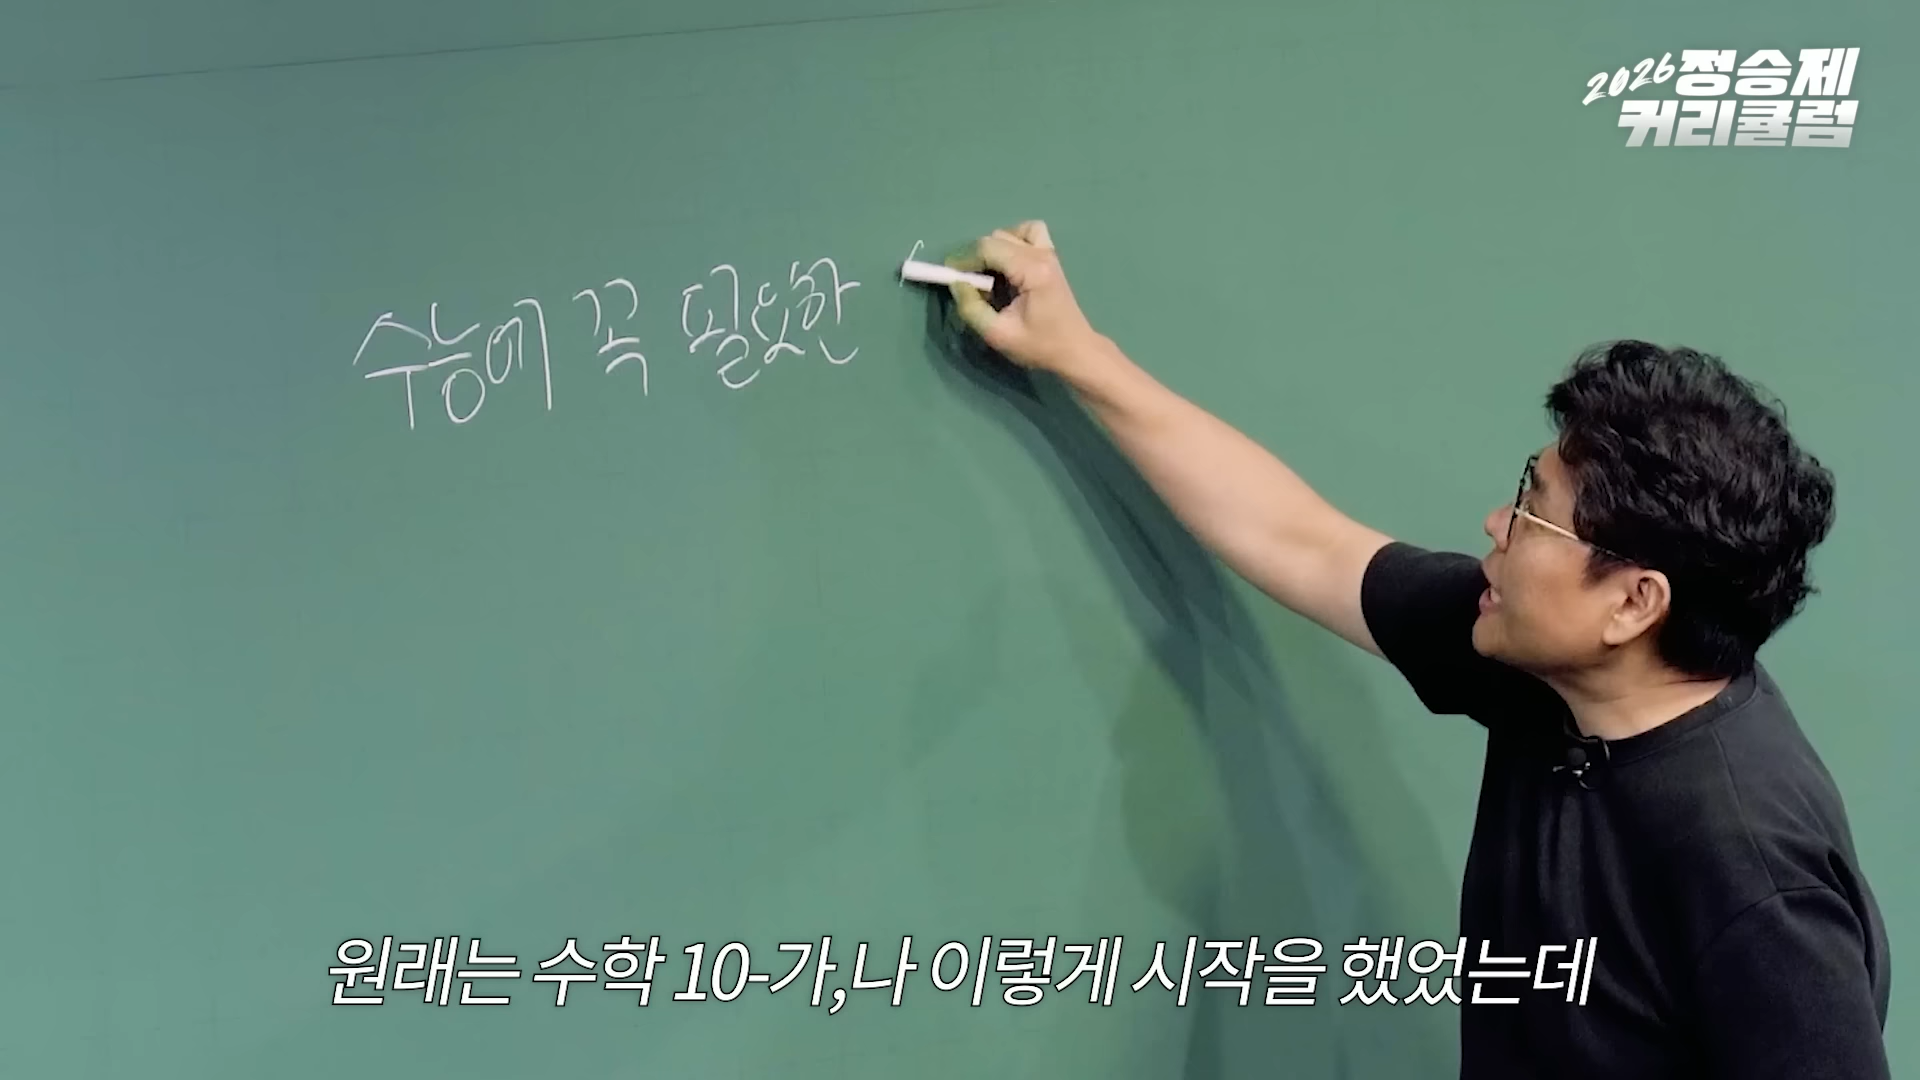 2026 정승제
커리큘럼
수능에 꼭 필요한
원래는 수학 10-가,나 이렇게 시작을 했었는데